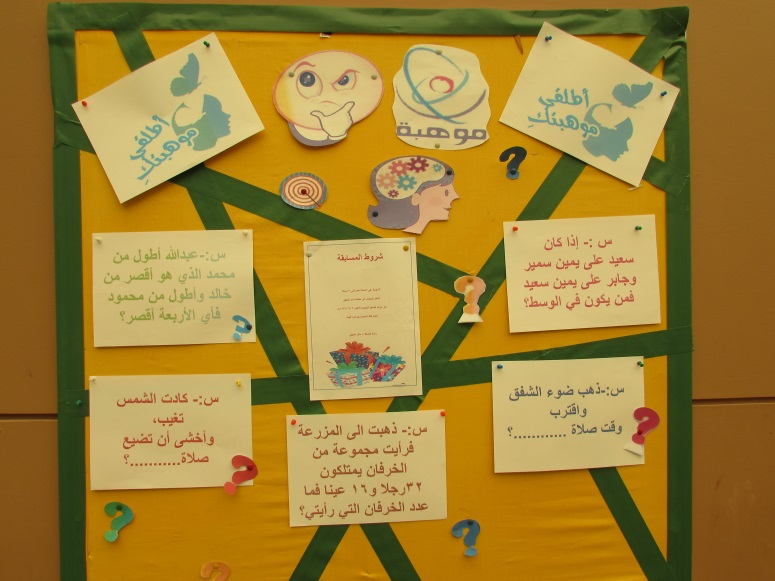 أطلقي
موهبتكِ
موهبة
أطلقي
موهبتكِ
س:- عبدالله أطول من
محمد الذي هو أقصر من
خالد وأطول من محمود
فأي الأربعة أقصر؟
شروط المسابقة
س :- إذا كان
سعيد على يمين سمير
وجابر على يمين سعيد
فمن يكون في الوسط؟
س:- كادت الشمس
تغيب،
وأخشى أن تضيع
صلاة...........؟
س:- ذهبت الى المزرعة
فرأيت مجموعة من
الخرفان يمتلكون
٣٢رجلا و١٦ عينا فما
عدد الخرفان التي رأيتي؟
س:-ذهب ضوء الشفق
واقترب
وقت صلاة ............؟